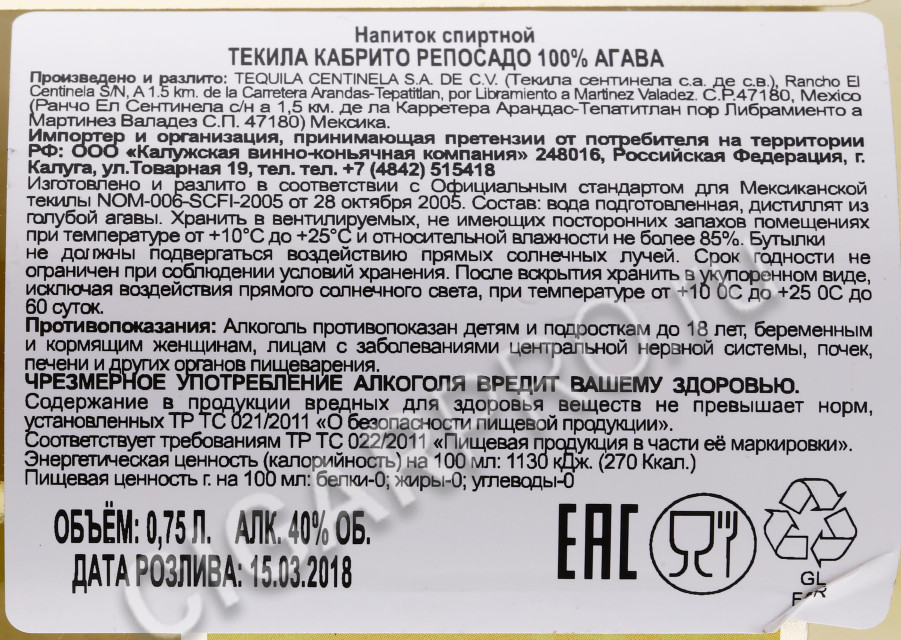 Напиток спиртной
ТЕКИЛА КАБРИТО РЕПОСАДО 100% АГАВА
Произведено и разлито: TEQUILA CENTINELA S.A. DE C.V. (Текила сентинела с.а. де с.в.), Rancho El
Centinela S/N, A 1.5 km. de la Carretera Arandas-Tepatitlan, por Libramiento a Martinez Valadez. C.P.47180, Mexico
(Ранчо Ел Сентинела с/н а 1,5 км. де ла Карретера Арандас-Тепатитлан пор Либрамиенто а
Мартинез Валадез С.П. 47180) Мексика.
Импортер и организация, принимающая претензии от потребителя на территории
РФ: ООО «Калужская винно-коньячная компания» 248016, Российская Федерация, г.
Калуга, ул.Товарная 19, тел. тел. +7 (4842) 515418
Изготовлено и разлито в соответствии с Официальным стандартом для Мексиканской
текилы NOM-006-SCFI-2005 от 28 октября 2005. Состав: вода подготовленная, дистиллят из
голубой агавы. Хранить в вентилируемых, не имеющих посторонних запахов помещениях
при температуре от +10°C до +25°C и относительной влажности не более 85%. Бутылки
не должны подвергаться воздействию прямых солнечных лучей. Срок годности не
ограничен при соблюдении условий хранения. После вскрытия хранить в укупоренном виде,
исключая воздействия прямого солнечного света, при температуре от +10 0С до +25 0С до
60 суток.
Противопоказания: Алкоголь противопоказан детям и подросткам до 18 лет, беременным
и кормящим женщинам, лицам с заболеваниями центральной нервной системы, почек,
печени и других органов пищеварения.
ЧРЕЗМЕРНОЕ УПОТРЕБЛЕНИЕ АЛКОГОЛЯ ВРЕДИТ ВАШЕМУ ЗДОРОВЬЮ.
Содержание в продукции вредных для здоровья веществ не превышает норм,
установленных ТР ТС 021/2011 «О безопасности пищевой продукции».
Соответствует требованиям ТР ТС 022/2011 «Пищевая продукция в части её маркировки».
Энергетическая ценность (калорийность) на 100 мл: 1130 кДж. (270 Ккал.)
Пищевая ценность г. на 100 мл: белки-0; жиры-0; углеводы-0
ОБЪЁМ: 0,75 Л. АЛК. 40% ОБ.
ДАТА РОЗЛИВА: 15.03.2018
EAC
GL
CIGARPRO.ru